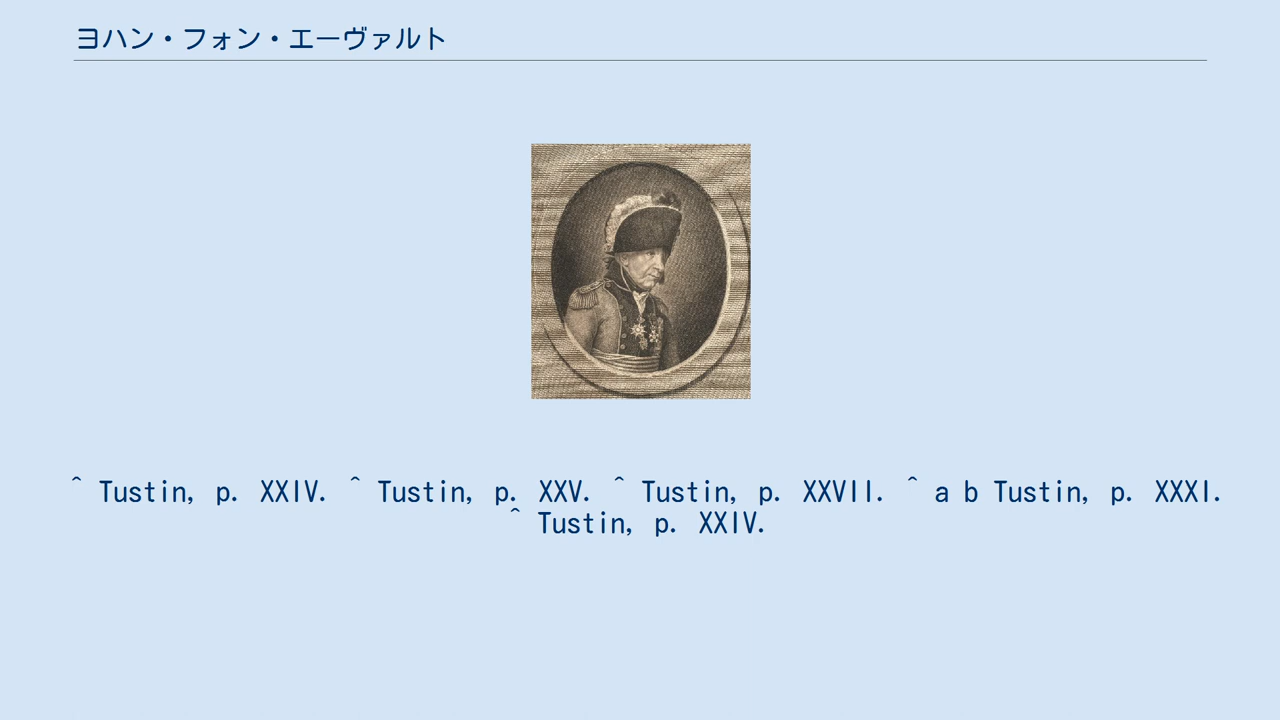 ヨハン・フォン・エーヴァルト
^ Tustin, p. XXIV. ^ Tustin, p. XXV. ^ Tustin, p. XXVII. ^ a b Tustin, p. XXXI.
^ Tustin, p. XXIV.